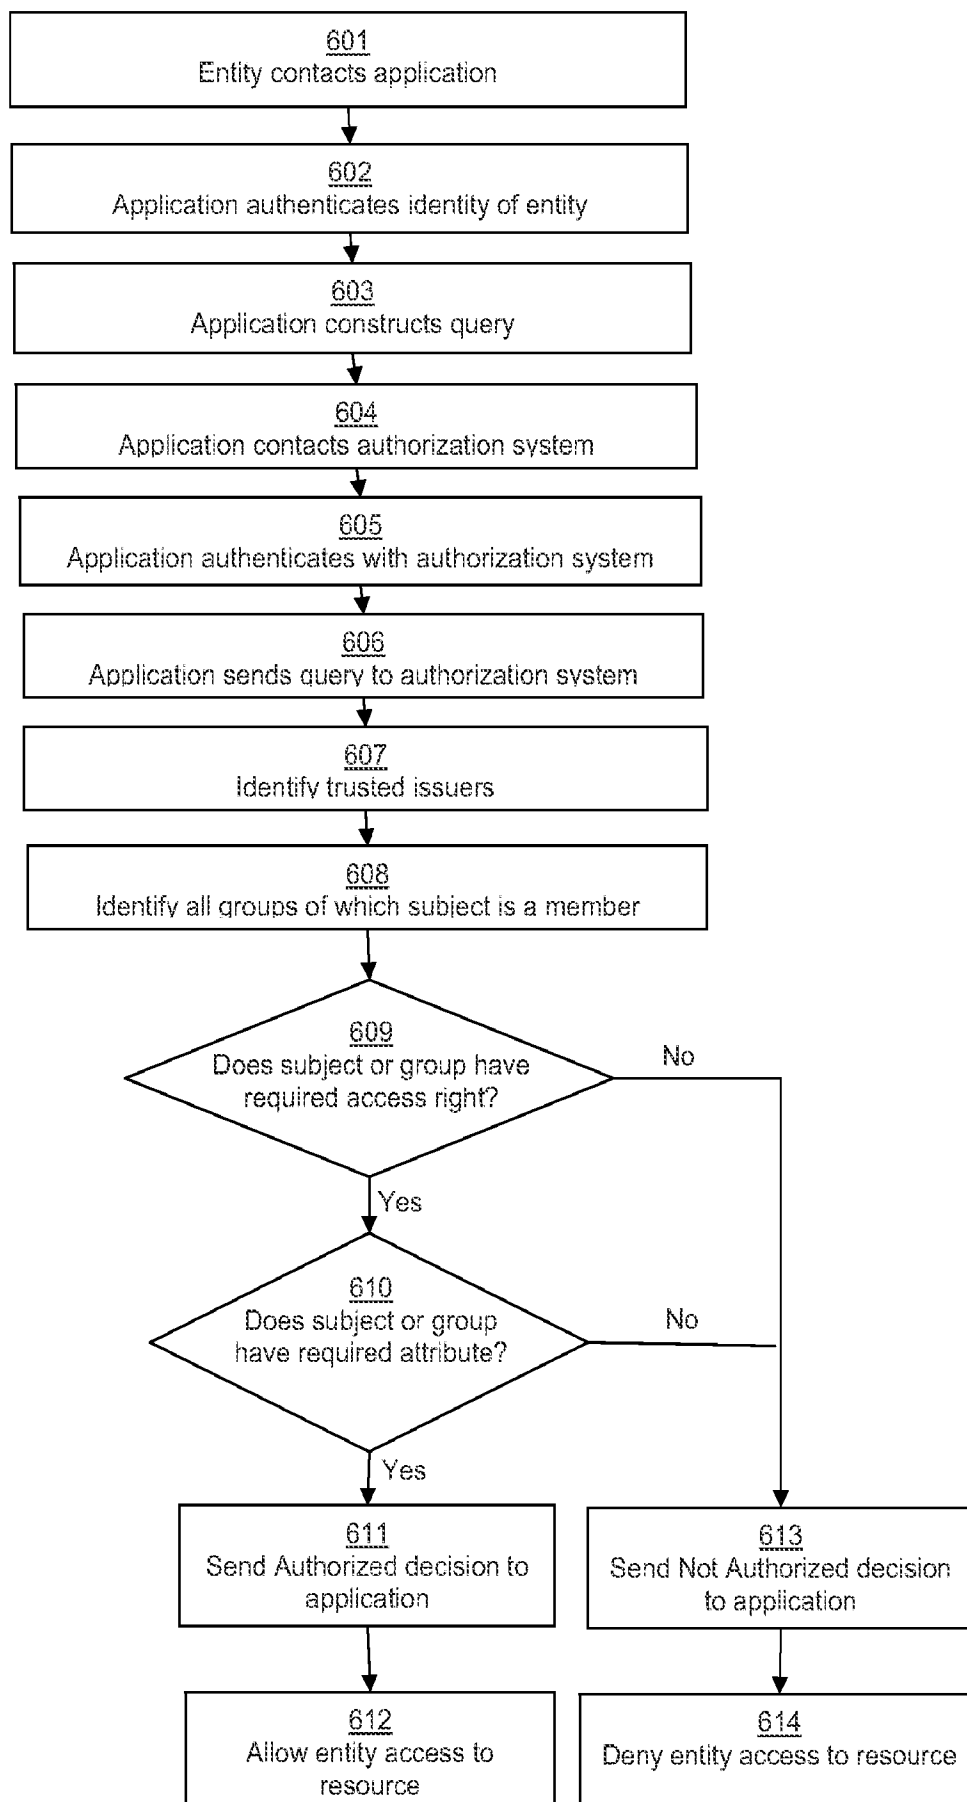 601
Entity contacts application
602
Application authenticates identity of entity
603
Application constructs query
604
Application contacts authorization system
605
Application authenticates with authorization system
606
Application sends query to authorization system
607
Identify trusted issuers
608
Identify all groups of which subject is a member
609
Does subject or group have
required access right?
No
Yes
610
Does subject or group
have required attribute?
No
Yes
611
Send Authorized decision to
application
613
Send Not Authorized decision
to application
612
Allow entity access to
resource
614
Deny entity access to resource